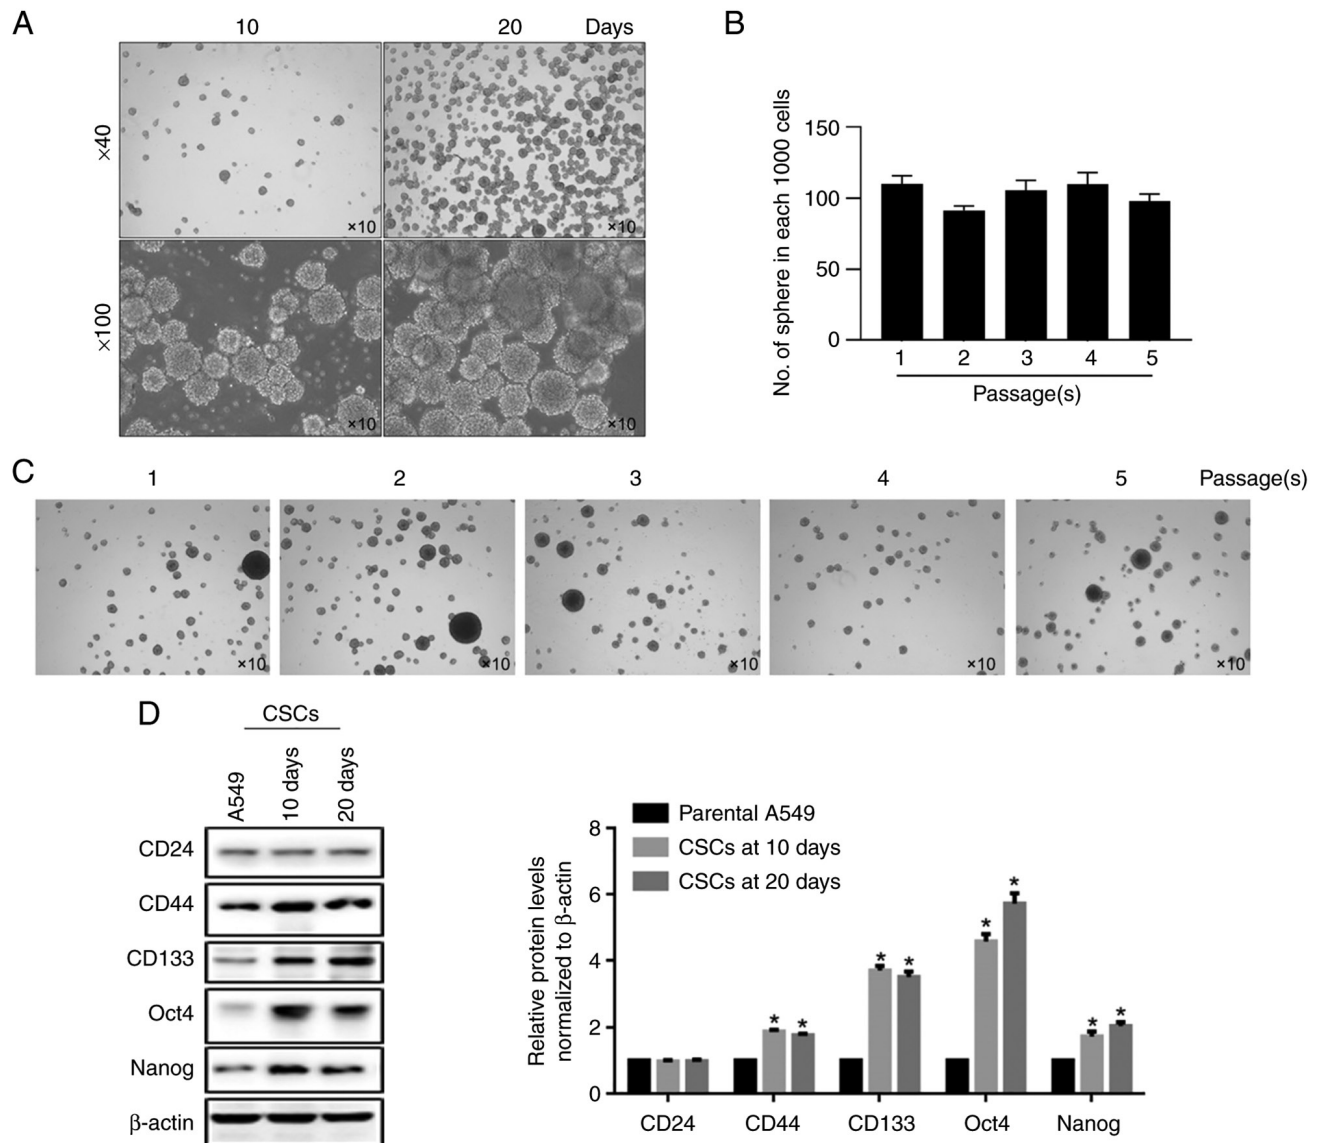 A
10 20 Days
×40
×10 ×10
×100
×10 ×10
B
No. of sphere in each 1000 cells
150
100
50
0
1 2 3 4 5
Passage(s)
C
1 2 3 4 5 Passage(s)
×10 ×10 ×10 ×10 ×10
D
CSCs
A549 10 days 20 days
CD24
CD44
CD133
Oct4
Nanog
β-actin
Relative protein levels
normalized to β-actin
8
6
4
2
0
Parental A549
CSCs at 10 days
CSCs at 20 days
* * * * * * * *
CD24 CD44 CD133 Oct4 Nanog